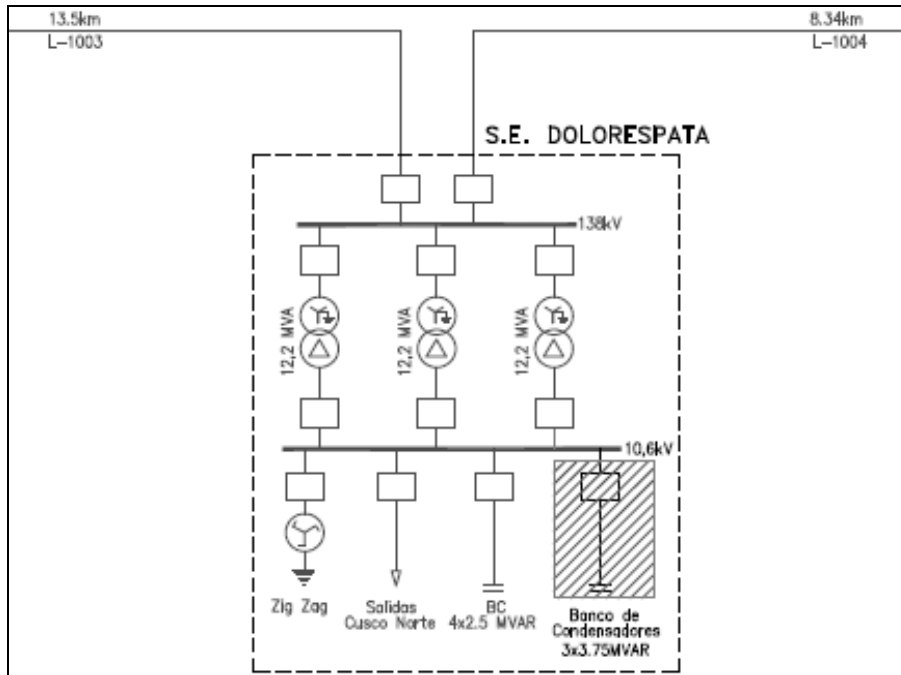 13.5km
L-1003
8.34km
L-1004
S.E. DOLORESPATA
138kV
12,2 MVA
12,2 MVA
12,2 MVA
10,6kV
Zig Zag
Salidas
Cusco Norte
BC
4x2.5 MVAR
Banco de
Condensadores
3x3.75MVAR